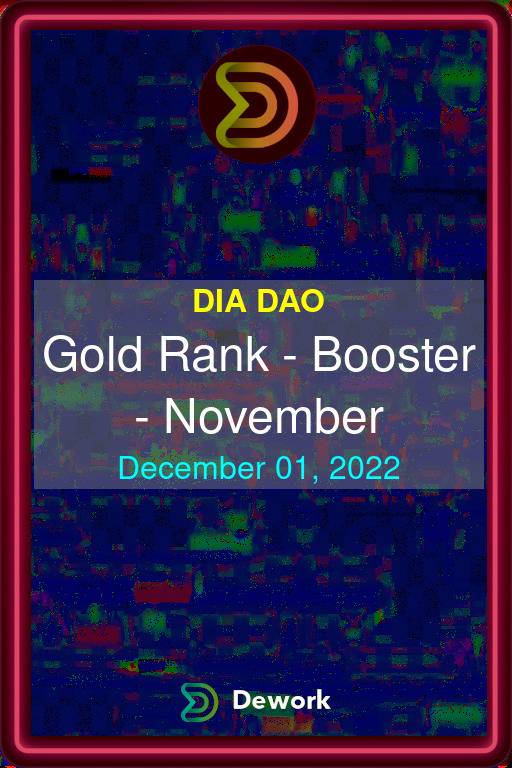 DIA DAO
Gold Rank - Booster
- November
December 01, 2022
Dework